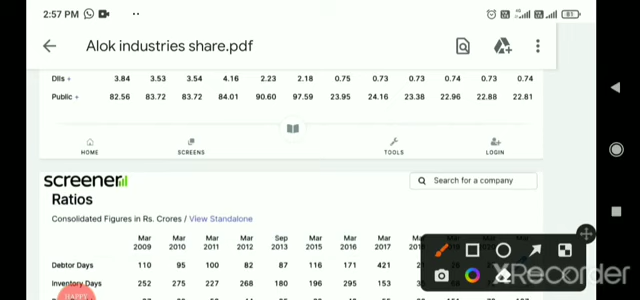 2:57 PM
81
Alok industries share.pdf
DIIs + 3.84 3.53 3.54 4.16 2.23 2.18 0.75 0.73 0.73 0.74 0.73 0.74
Public + 82.56 83.72 83.72 84.01 90.60 97.59 23.95 24.16 23.38 22.96 22.88 22.81
HOME SCREENS TOOLS LOGIN
screener
Search for a company
Ratios
Consolidated Figures in Rs. Crores / View Standalone
Mar 2009 Mar 2010 Mar 2011 Mar 2012 Sep 2013 Mar 2015 Mar 2016 Mar 2017
Debtor Days 110 95 100 82 87 116 171 421
Inventory Days 252 275 227 268 180 196 295 153
XRecorder
HAPPY